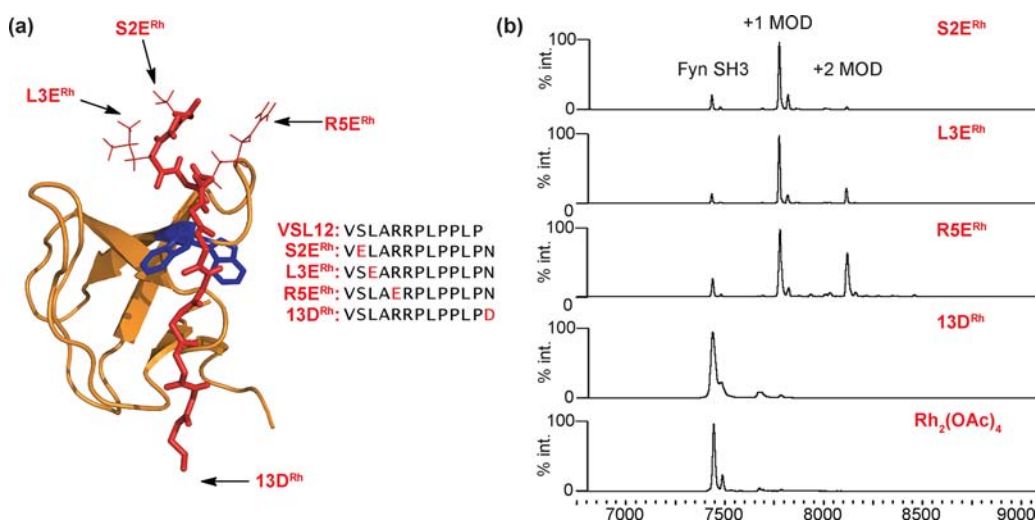 (a)
S2E^Rh
L3E^Rh
R5E^Rh
VSL12: VSLARRPLPPLP
S2E^Rh: VELARRPLPPLPN
L3E^Rh: VSEARRPLPPLPN
R5E^Rh: VSLAERPLPPLPN
13D^Rh: VSLARRPLPPLPD
13D^Rh
(b)
S2E^Rh
+1 MOD
Fyn SH3
+2 MOD
100
% int.
0
L3E^Rh
100
% int.
0
R5E^Rh
100
% int.
0
13D^Rh
100
% int.
0
Rh₂(OAc)₄
100
% int.
0
7000 7500 8000 8500 9000